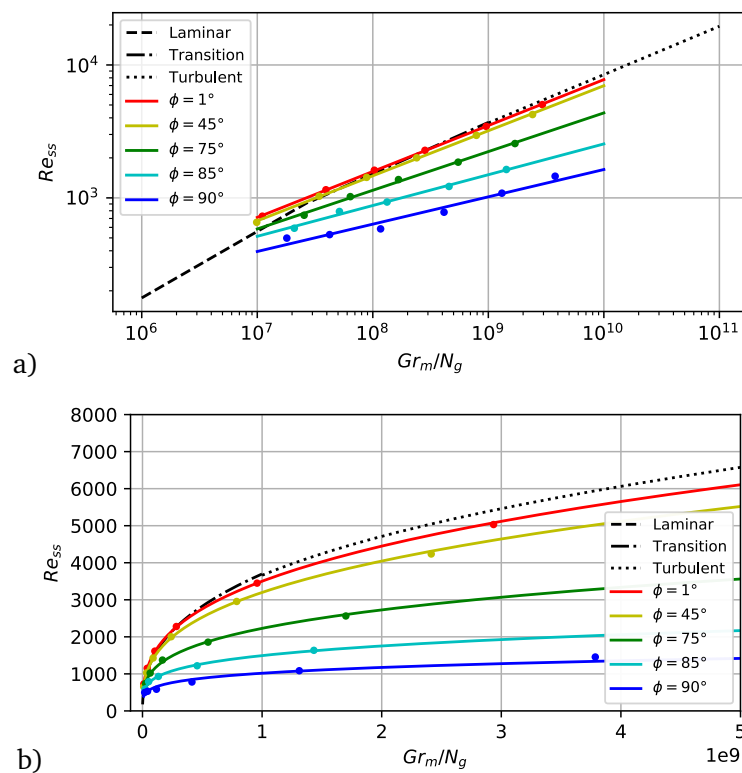 10^4
10^3
Re_ss
Laminar
Transition
Turbulent
ϕ = 1°
ϕ = 45°
ϕ = 75°
ϕ = 85°
ϕ = 90°
10^6 10^7 10^8 10^9 10^10 10^11
Gr_m/N_g
a)
8000
7000
6000
5000
4000
3000
2000
1000
0
Re_ss
Laminar
Transition
Turbulent
ϕ = 1°
ϕ = 45°
ϕ = 75°
ϕ = 85°
ϕ = 90°
0 1 2 3 4 5
1e9
Gr_m/N_g
b)